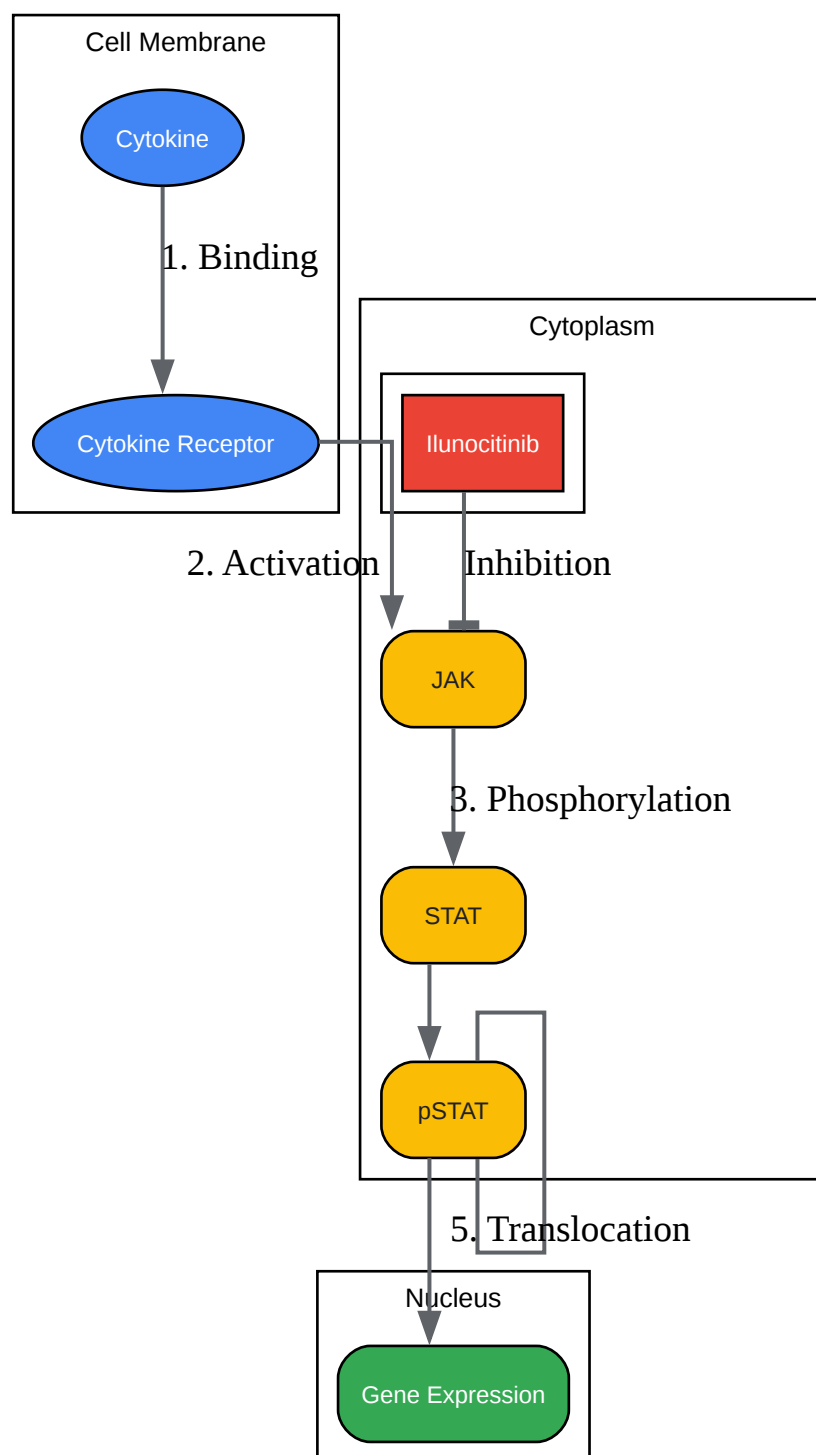 Cell Membrane
Cytokine
1. Binding
Cytoplasm
Cytokine Receptor
Ilunocitinib
2. Activation
Inhibition
JAK
3. Phosphorylation
STAT
pSTAT
5. Translocation
Nucleus
Gene Expression